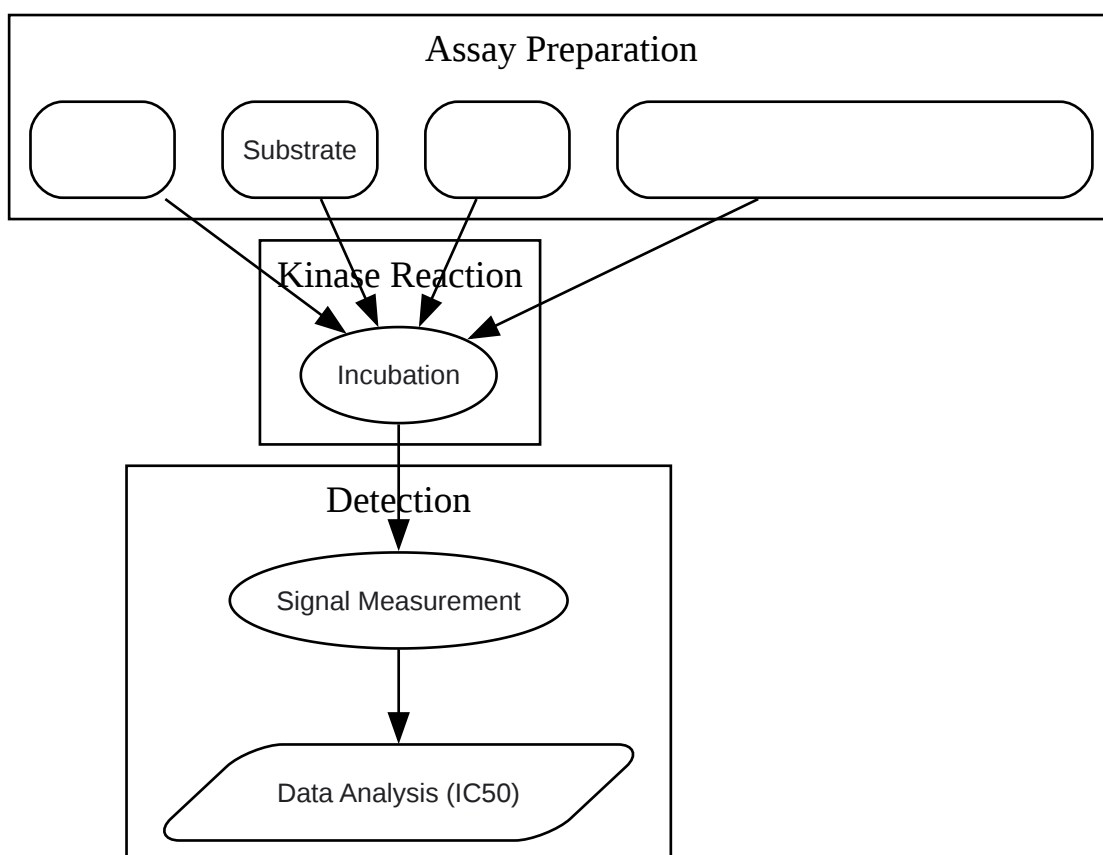 Assay Preparation
Substrate
Kinase Reaction
Incubation
Detection
Signal Measurement
Data Analysis (IC50)